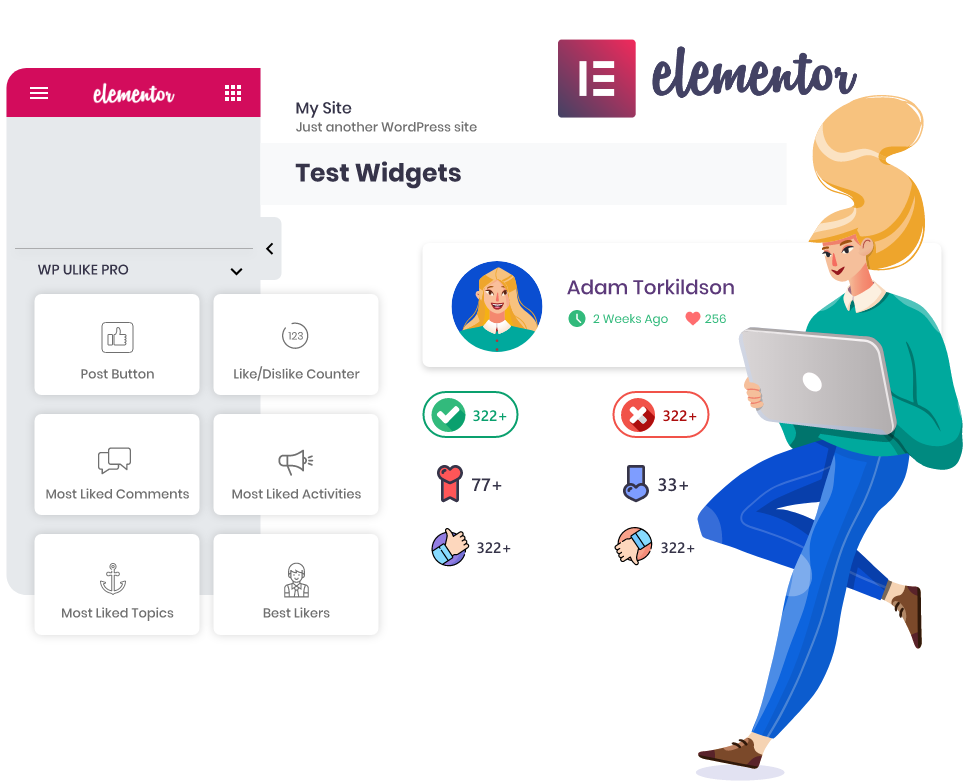 elementor
elementor
My Site
Just another WordPress site
Test Widgets
WP ULIKE PRO
Post Button
123
Like/Dislike Counter
Most Liked Comments
Most Liked Activities
Most Liked Topics
Best Likers
Adam Torkildson
2 Weeks Ago
256
322+
322+
77+
33+
322+
322+